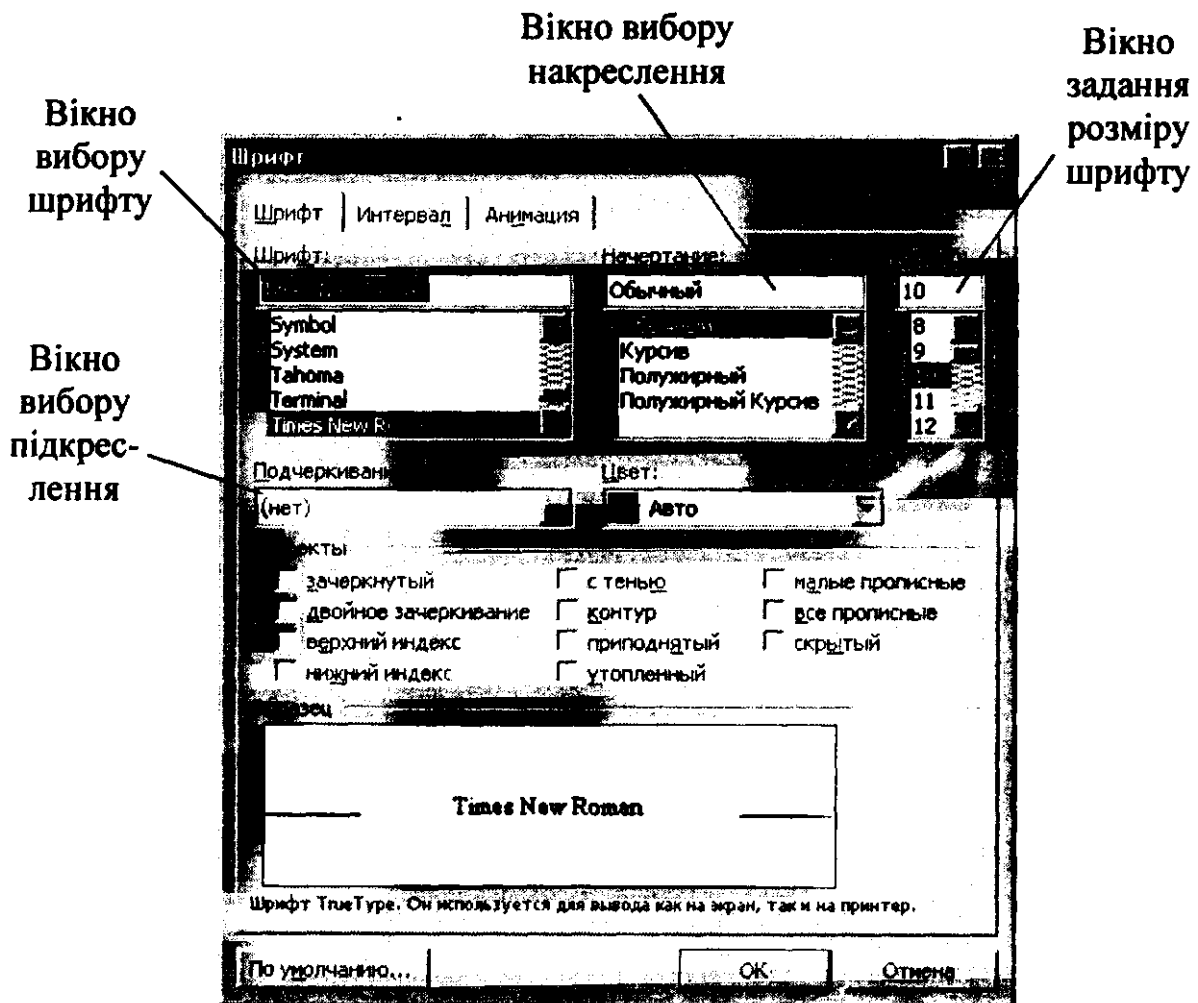 Вікно вибору
накреслення
Вікно
задання
розміру
шрифту
Вікно
вибору
шрифту
Вікно
вибору
підкрес-
лення
Шрифт
Шрифт Интервал Анимация
Шрифт: Начертание:
Обычный 10
Symbol
System
Tahoma
Terminal
Times New
Курсив
Полужирный
Полужирный Курсив
8
9
11
12
Цвет:
(нет) Авто
зачеркнутый
двойное зачеркивание
верхний индекс
нижний индекс
с тенью
контур
приподнятый
утопленный
малые прописные
все прописные
скрытый
Times New Roman
Шрифт TrueType. Он используется для вывода как на экран, так и на принтер.
По умолчанию... ОК Отмена